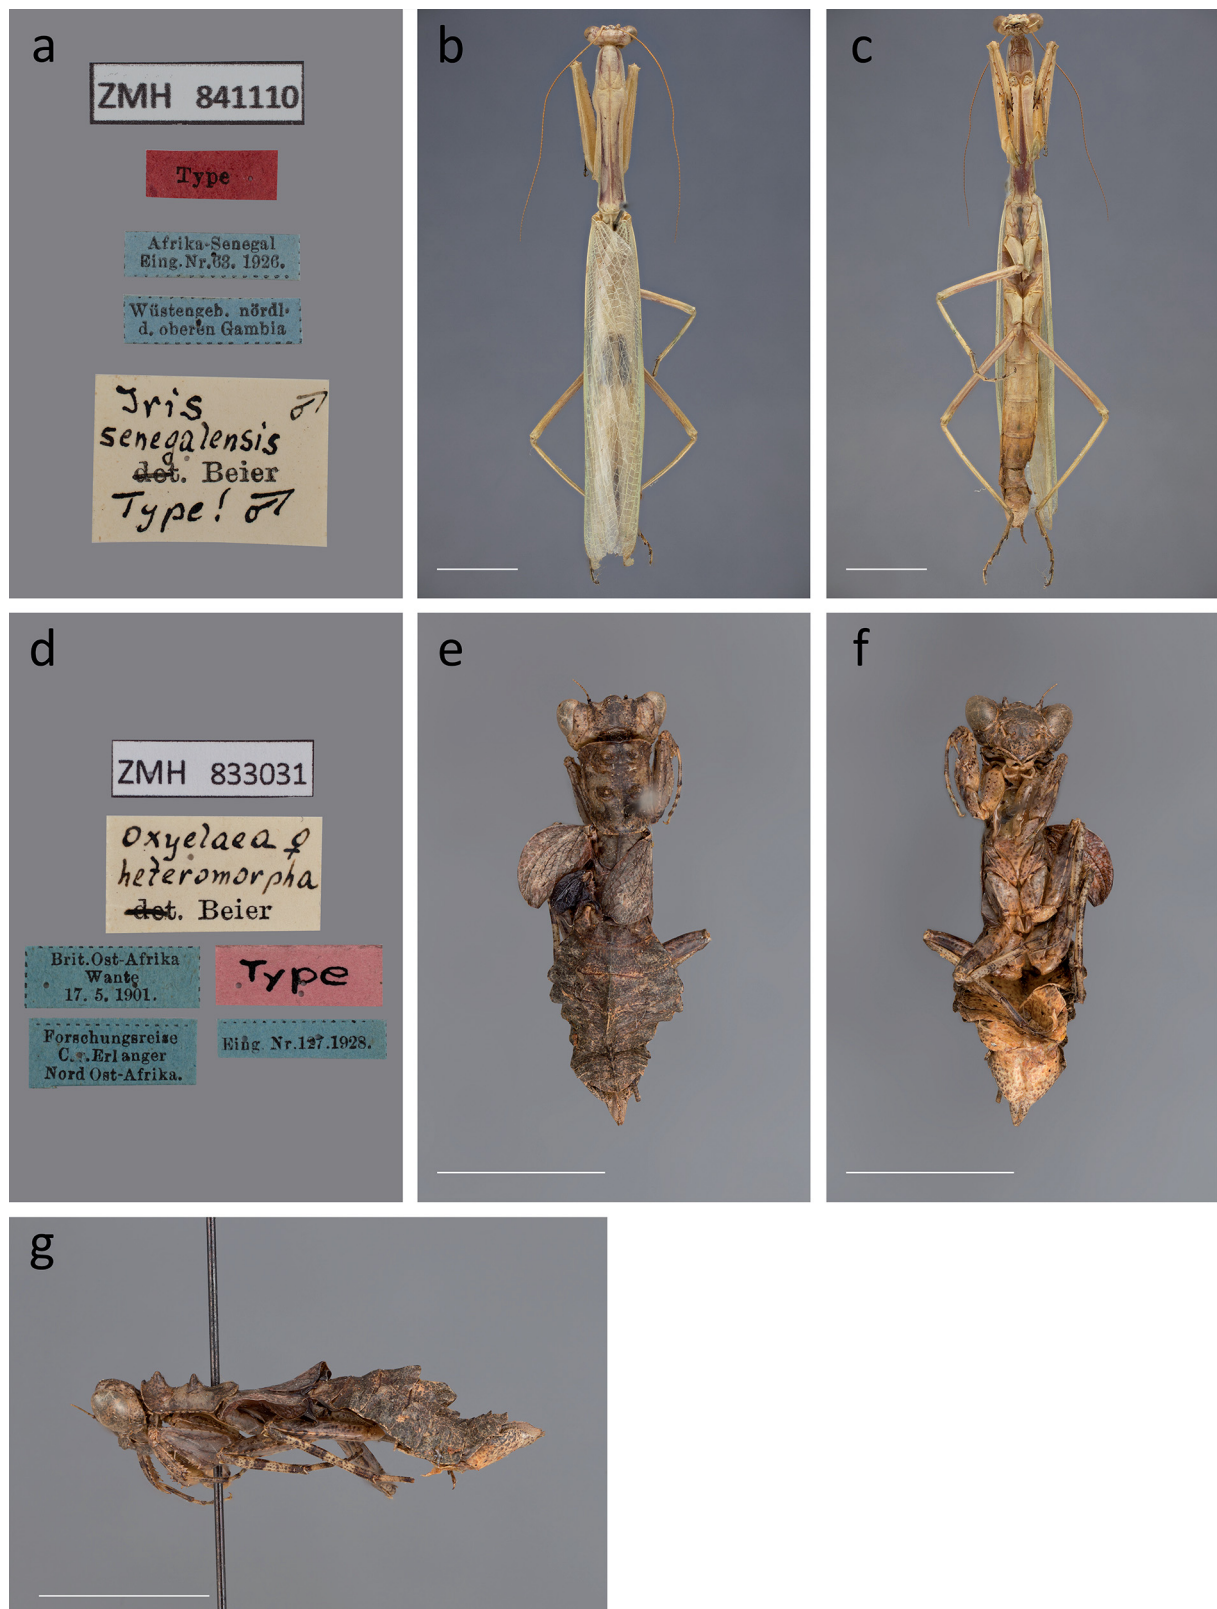 a
ZMH 841110
Type
Afrika-Senegal
Eing. Nr. 63. 1926.
Wüstengeb. nördl.
d. oberen Gambia
Iris ♂
senegalensis
det. Beier
Type! ♂
b
c
d
ZMH 833031
Oxyelaea ♀
heteromorpha
det. Beier
Brit. Ost-Afrika
Wante
17. 5. 1901.
Type
Forschungsreise
C. v. Erlanger
Nord Ost-Afrika.
Eing. Nr. 127. 1928.
e
f
g